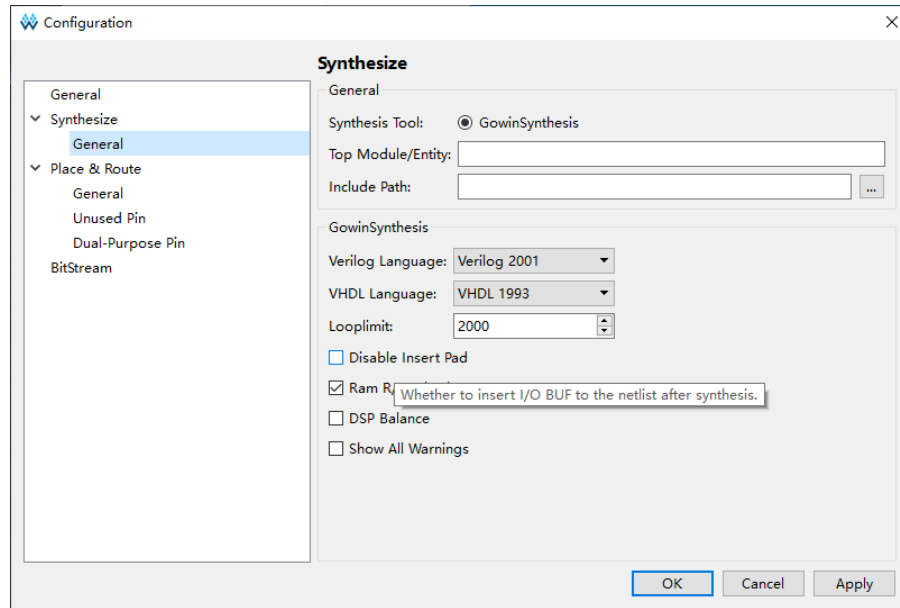 Configuration
General
Synthesize
General
Place & Route
General
Unused Pin
Dual-Purpose Pin
BitStream
Synthesize
General
Synthesis Tool: GowinSynthesis
Top Module/Entity:
Include Path: ...
GowinSynthesis
Verilog Language: Verilog 2001
VHDL Language: VHDL 1993
Looplimit: 2000
Disable Insert Pad
Ram
Whether to insert I/O BUF to the netlist after synthesis.
DSP Balance
Show All Warnings
OK Cancel Apply